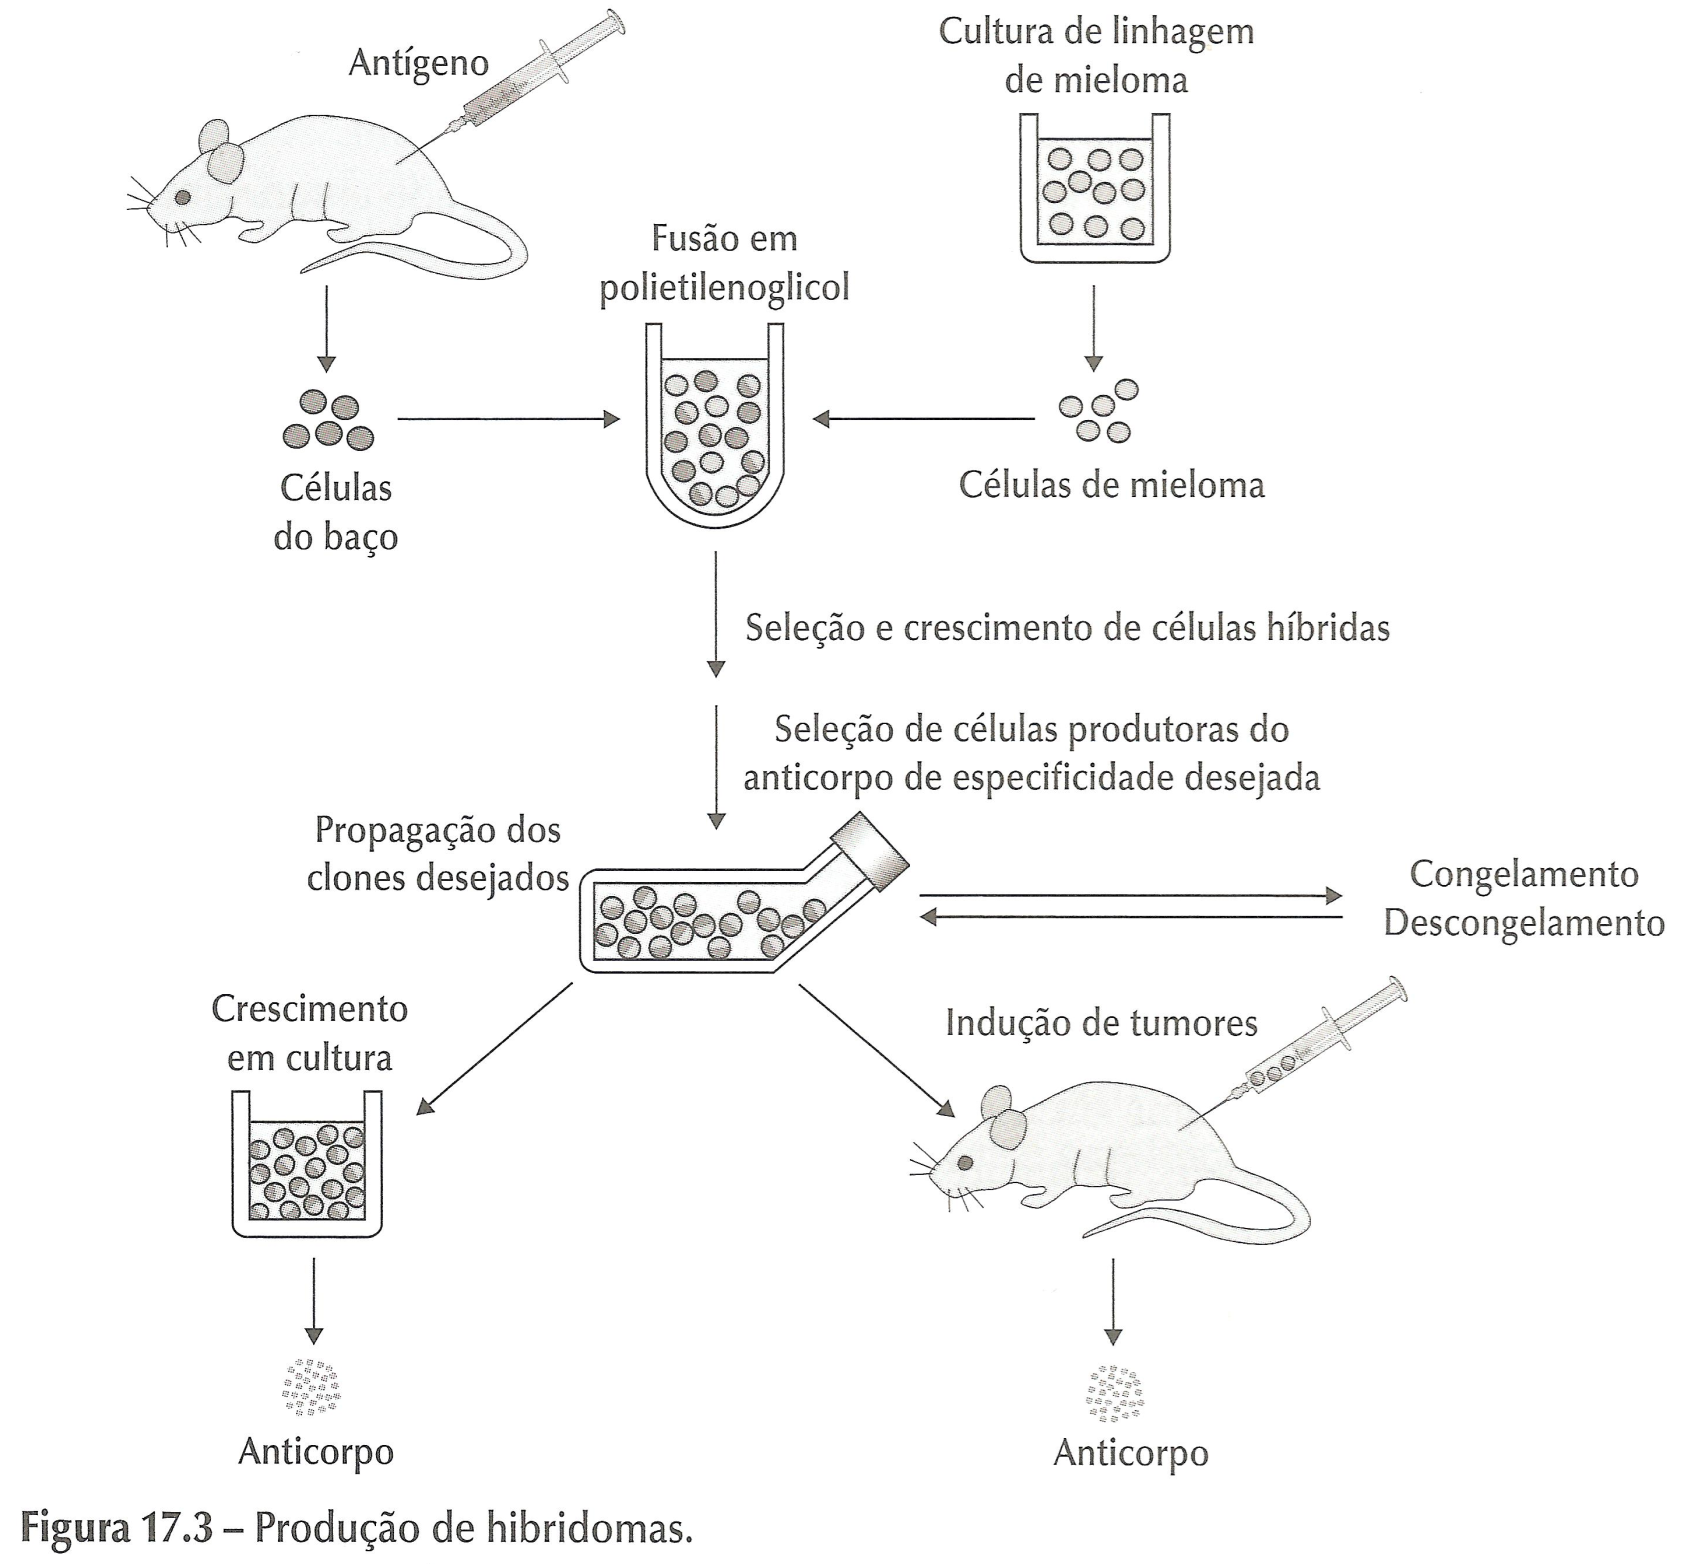 Antígeno
Cultura de linhagem
de mieloma
Fusão em
polietilenoglicol
Células
do baço
Células de mieloma
Seleção e crescimento de células híbridas
Seleção de células produtoras do
anticorpo de especificidade desejada
Propagação dos
clones desejados
Congelamento
Descongelamento
Crescimento
em cultura
Indução de tumores
Anticorpo
Anticorpo
Figura 17.3 – Produção de hibridomas.